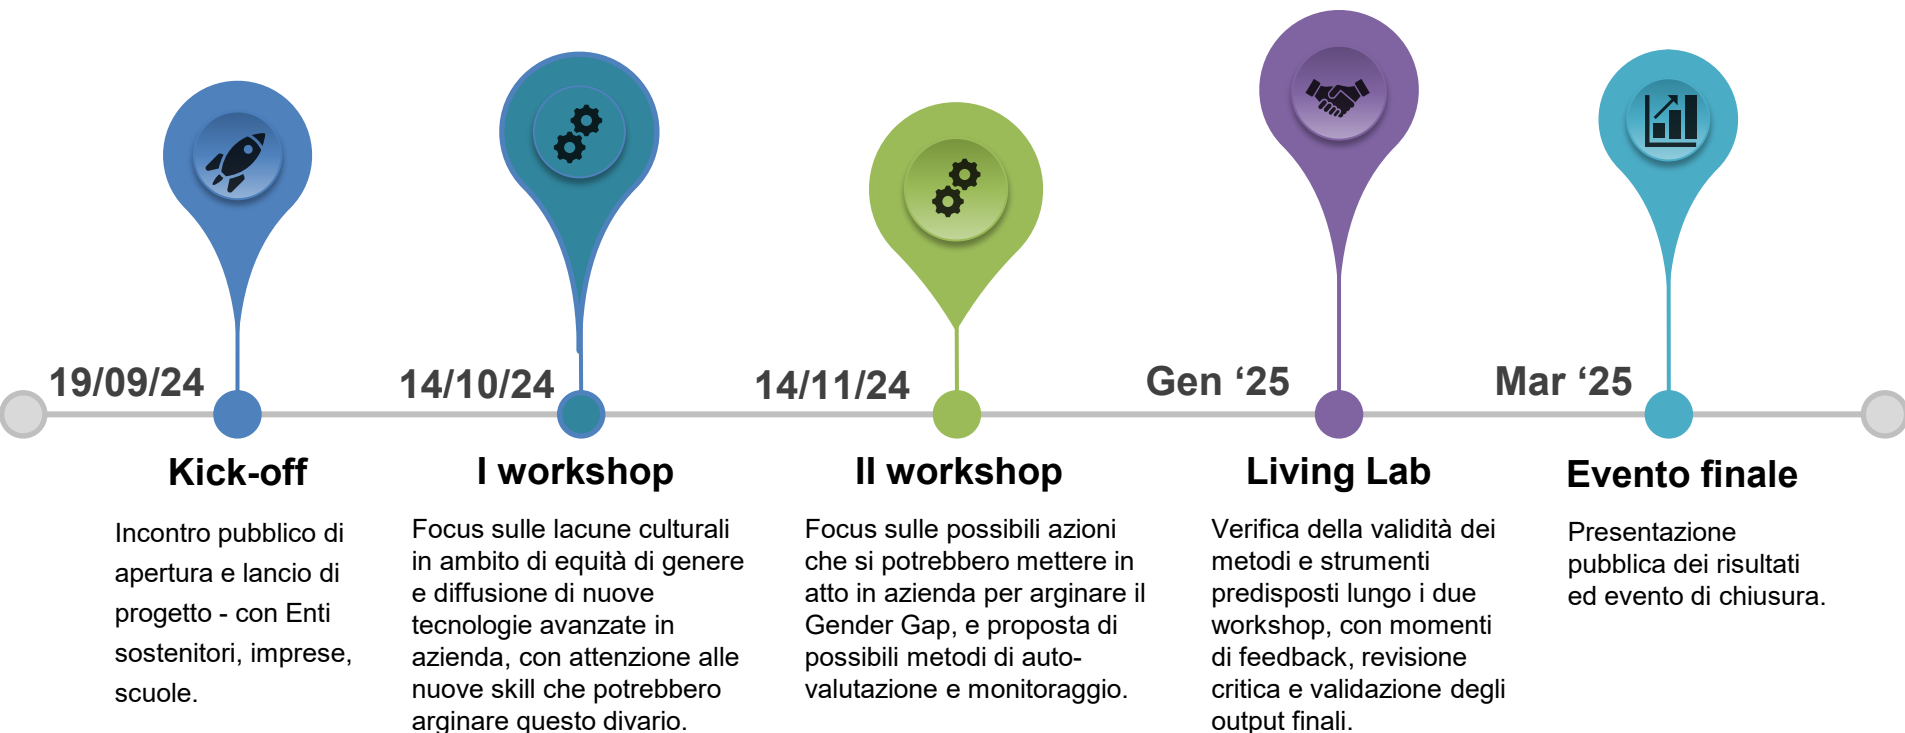 19/09/24
14/10/24
14/11/24
Gen ‘25
Mar ‘25
Kick-off
Incontro pubblico di
apertura e lancio di
progetto - con Enti
sostenitori, imprese,
scuole.
I workshop
Focus sulle lacune culturali
in ambito di equità di genere
e diffusione di nuove
tecnologie avanzate in
azienda, con attenzione alle
nuove skill che potrebbero
arginare questo divario.
II workshop
Focus sulle possibili azioni
che si potrebbero mettere in
atto in azienda per arginare il
Gender Gap, e proposta di
possibili metodi di auto-
valutazione e monitoraggio.
Living Lab
Verifica della validità dei
metodi e strumenti
predisposti lungo i due
workshop, con momenti
di feedback, revisione
critica e validazione degli
output finali.
Evento finale
Presentazione
pubblica dei risultati
ed evento di chiusura.